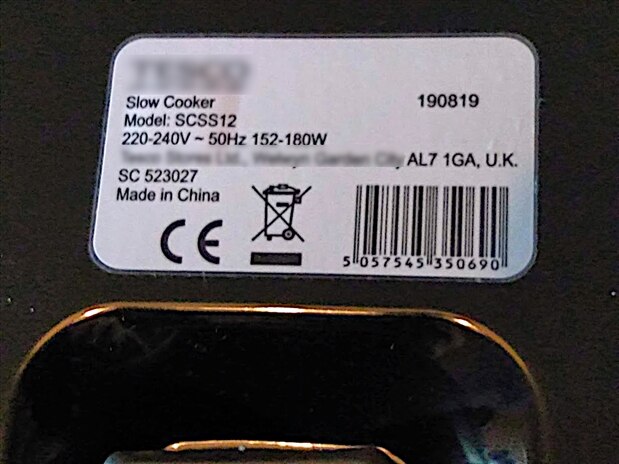 Slow Cooker 190819
Model: SCSS12
220-240V ~ 50Hz 152-180W
AL7 1GA, U.K.
SC 523027
Made in China
CE
5 057545 350690